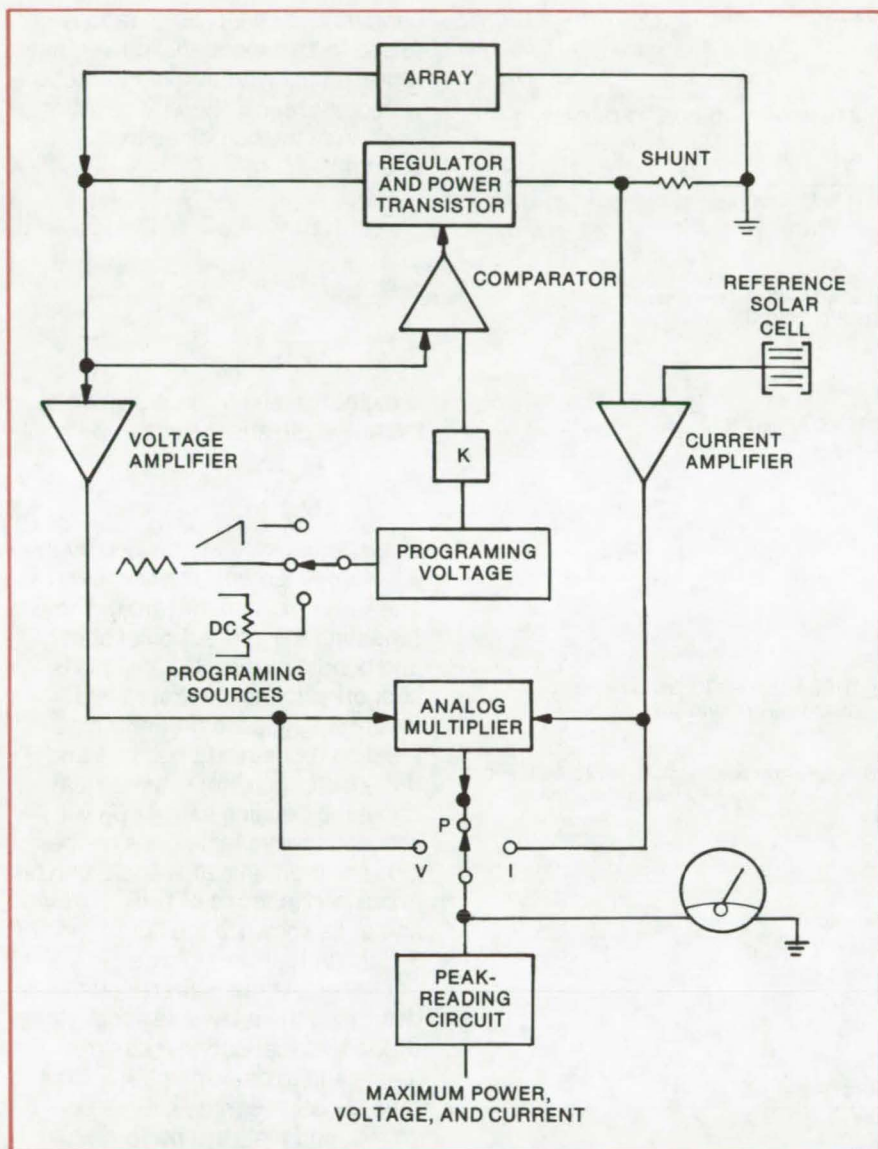 ARRAY
REGULATOR
AND POWER
TRANSISTOR
SHUNT
COMPARATOR
REFERENCE
SOLAR
CELL
VOLTAGE
AMPLIFIER
CURRENT
AMPLIFIER
K
PROGRAMING
VOLTAGE
DC
PROGRAMING
SOURCES
ANALOG
MULTIPLIER
P
V
I
PEAK-
READING
CIRCUIT
MAXIMUM POWER,
VOLTAGE, AND CURRENT